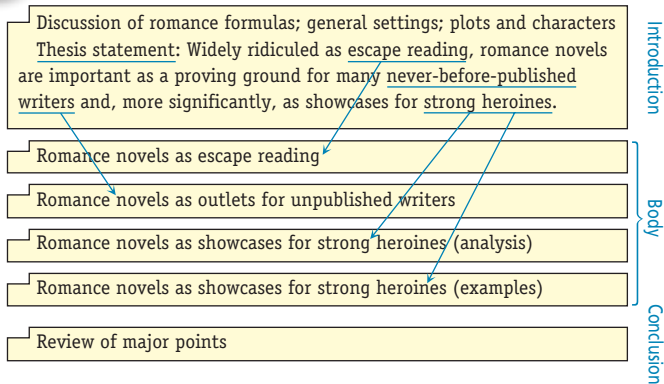 Discussion of romance formulas; general settings; plots and characters
Thesis statement: Widely ridiculed as escape reading, romance novels
are important as a proving ground for many never-before-published
writers and, more significantly, as showcases for strong heroines.
Introduction
Romance novels as escape reading
Romance novels as outlets for unpublished writers
Romance novels as showcases for strong heroines (analysis)
Romance novels as showcases for strong heroines (examples)
Body
Review of major points
Conclusion